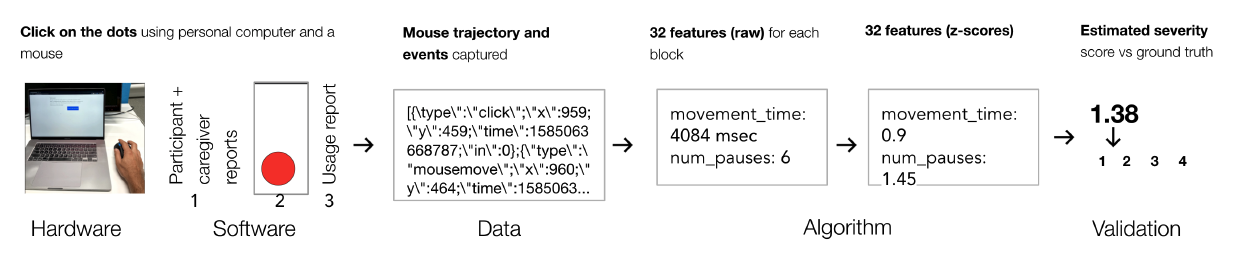 Click on the dots using personal computer and a
mouse
Participant +
caregiver
reports
1
2
Usage report
3
Hardware
Software
Mouse trajectory and
events captured
[{\type\":\"click\";\"x\":959;
\"y\":459;\"time\":1585063
668787;\"in\":0};{\"type\":\
"mousemove\";\"x\":960;\"
y\":464;\"time\":1585063...
Data
32 features (raw) for each
block
movement_time:
4084 msec
num_pauses: 6
32 features (z-scores)
movement_time:
0.9
num_pauses:
1.45
Algorithm
Estimated severity
score vs ground truth
1.38
1 2 3 4
Validation